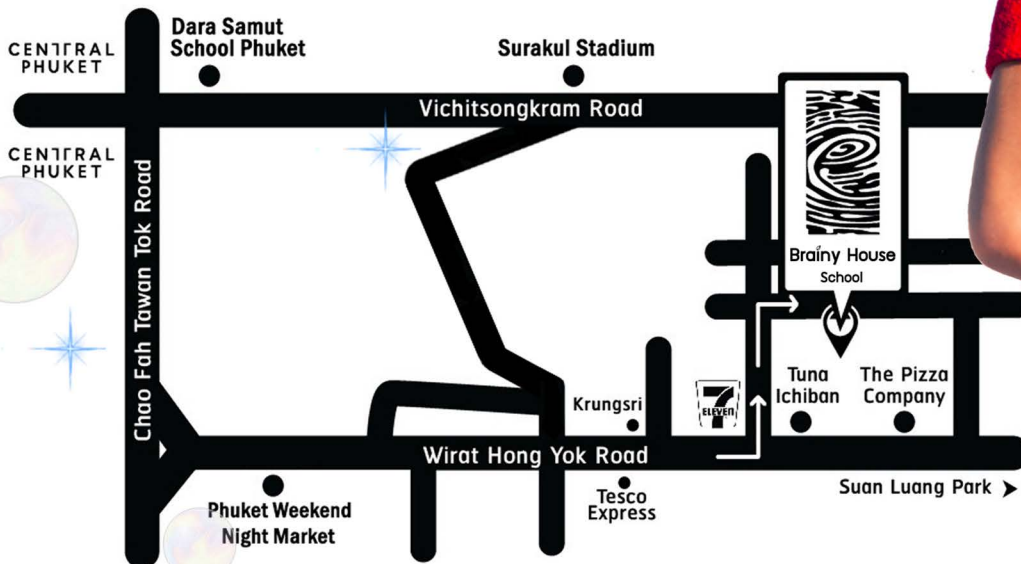 CENTRAL
PHUKET
Dara Samut
School Phuket
Surakul Stadium
Vichitsongkram Road
CENTRAL
PHUKET
Chao Fah Tawan Tok Road
Brainy House
School
Tuna
Ichiban
The Pizza
Company
Krungsri
7
ELEVEN
Wirat Hong Yok Road
Suan Luang Park
Tesco
Express
Phuket Weekend
Night Market